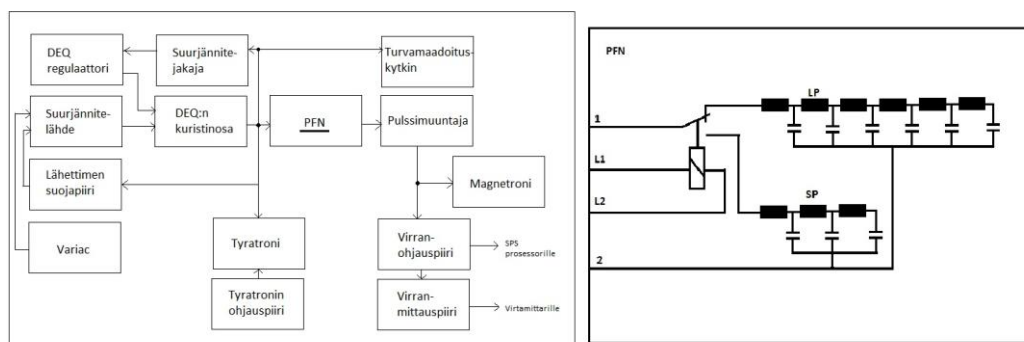 DEQ
regulaattori
Suurjännite-
jakaja
Turvamaadoitus-
kytkin
Suurjännite-
lähde
DEQ:n
kuristinosa
PFN
Pulssimuuntaja
Lähettimen
suojapiiri
Magnetroni
Variac
Tyratroni
Virran-
ohjauspiiri
SPS
prosessorille
Tyratronin
ohjauspiiri
Virran-
mittauspiiri
Virtamittarille
PFN
LP
1
L1
SP
L2
2